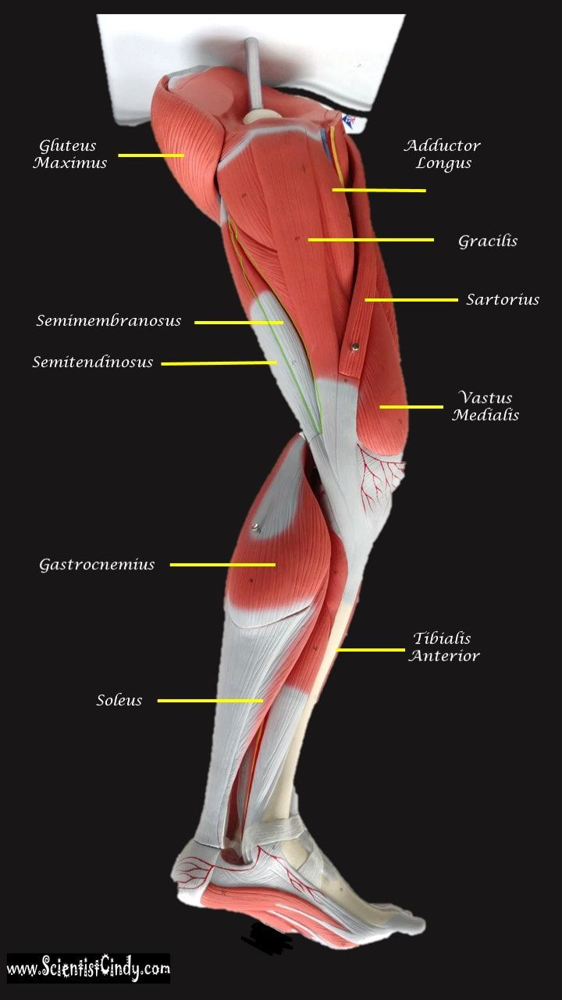 Gluteus
Maximus
Adductor
Longus
Gracilis
Sartorius
Semimembranosus
Semitendinosus
Vastus
Medialis
Gastrocnemius
Tibialis
Anterior
Soleus
www.ScientistCindy.com